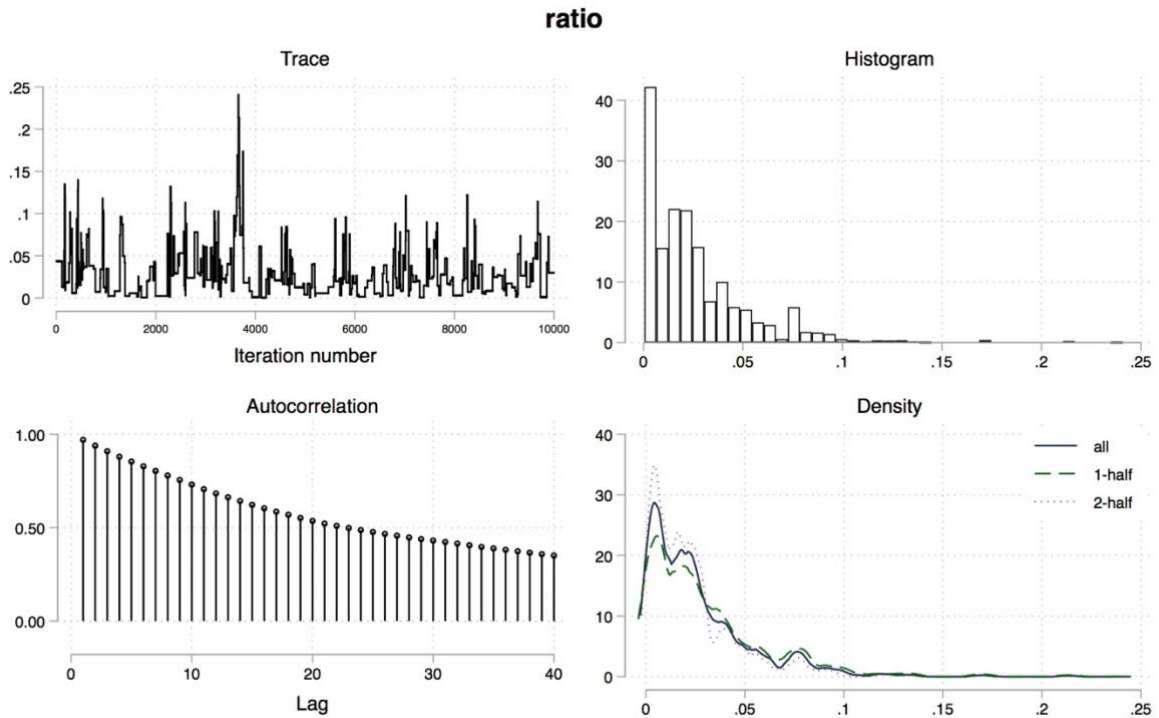 ratio
Trace
.25
.2
.15
.1
.05
0
0 2000 4000 6000 8000 10000
Iteration number
Histogram
40
30
20
10
0
0 .05 .1 .15 .2 .25
Autocorrelation
1.00
0.50
0.00
0 10 20 30 40
Lag
Density
40
30
20
10
0
all
1-half
2-half
0 .05 .1 .15 .2 .25